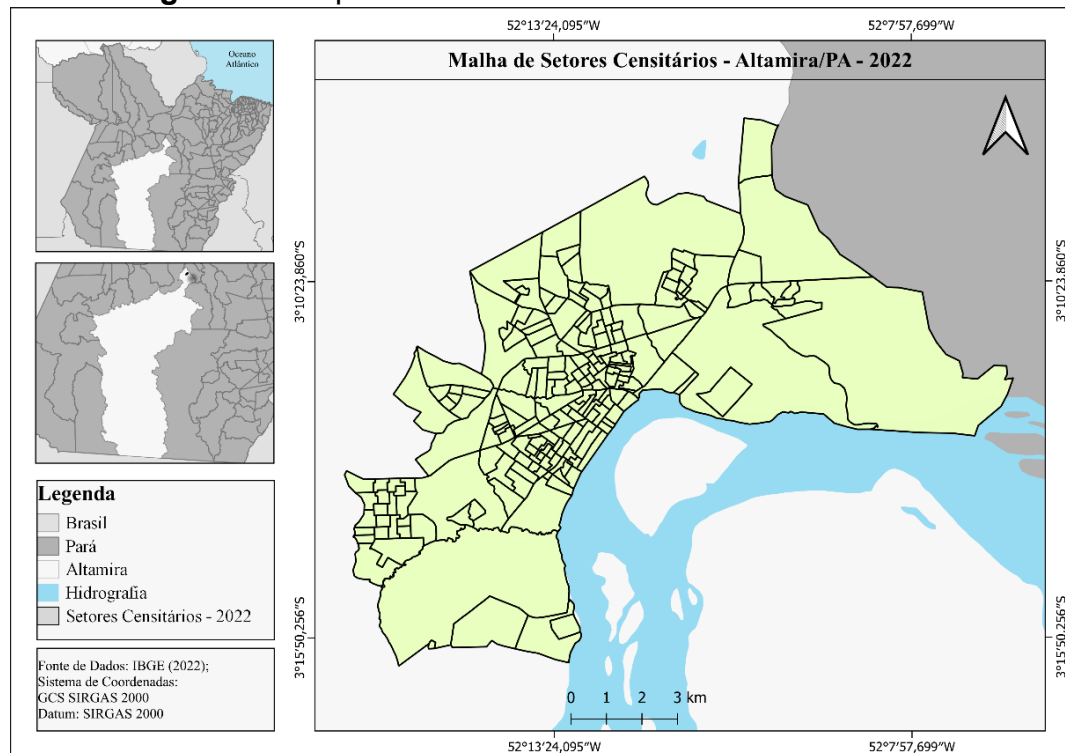 52°13'24,095"W 52°7'57,699"W
Malha de Setores Censitários - Altamira/PA - 2022
Oceano
Atlântico
3°10'23,860"S
3°10'23,860"S
Legenda
Brasil
Pará
Altamira
Hidrografia
Setores Censitários - 2022
3°15'50,256"S
3°15'50,256"S
Fonte de Dados: IBGE (2022);
Sistema de Coordenadas:
GCS SIRGAS 2000
Datum: SIRGAS 2000
0 1 2 3 km
52°13'24,095"W 52°7'57,699"W